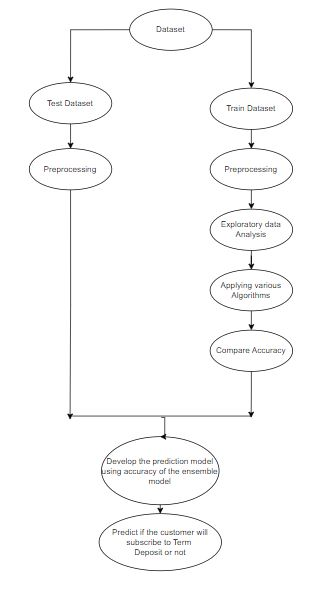 Dataset
Test Dataset
Train Dataset
Preprocessing
Preprocessing
Exploratory data
Analysis
Applying various
Algorithms
Compare Accuracy
Develop the prediction model
using accuracy of the ensemble
model
Predict if the customer will
subscribe to Term
Deposit or not